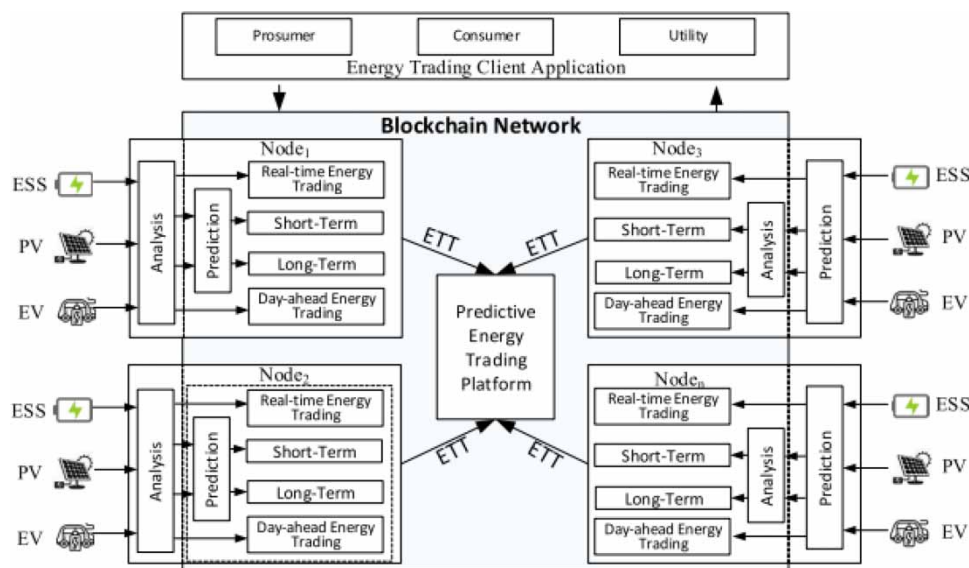 Prosumer
Consumer
Utility
Energy Trading Client Application
Blockchain Network
Node1
ESS
PV
EV
Analysis
Prediction
Real-time Energy
Trading
Short-Term
Long-Term
Day-ahead Energy
Trading
ETT
Node3
Real-time Energy
Trading
Short-Term
Long-Term
Day-ahead Energy
Trading
Analysis
Prediction
ESS
PV
EV
ETT
Predictive
Energy
Trading
Platform
Node2
ESS
PV
EV
Analysis
Prediction
Real-time Energy
Trading
Short-Term
Long-Term
Day-ahead Energy
Trading
ETT
Noden
Real-time Energy
Trading
Short-Term
Long-Term
Day-ahead Energy
Trading
Analysis
Prediction
ESS
PV
EV
ETT